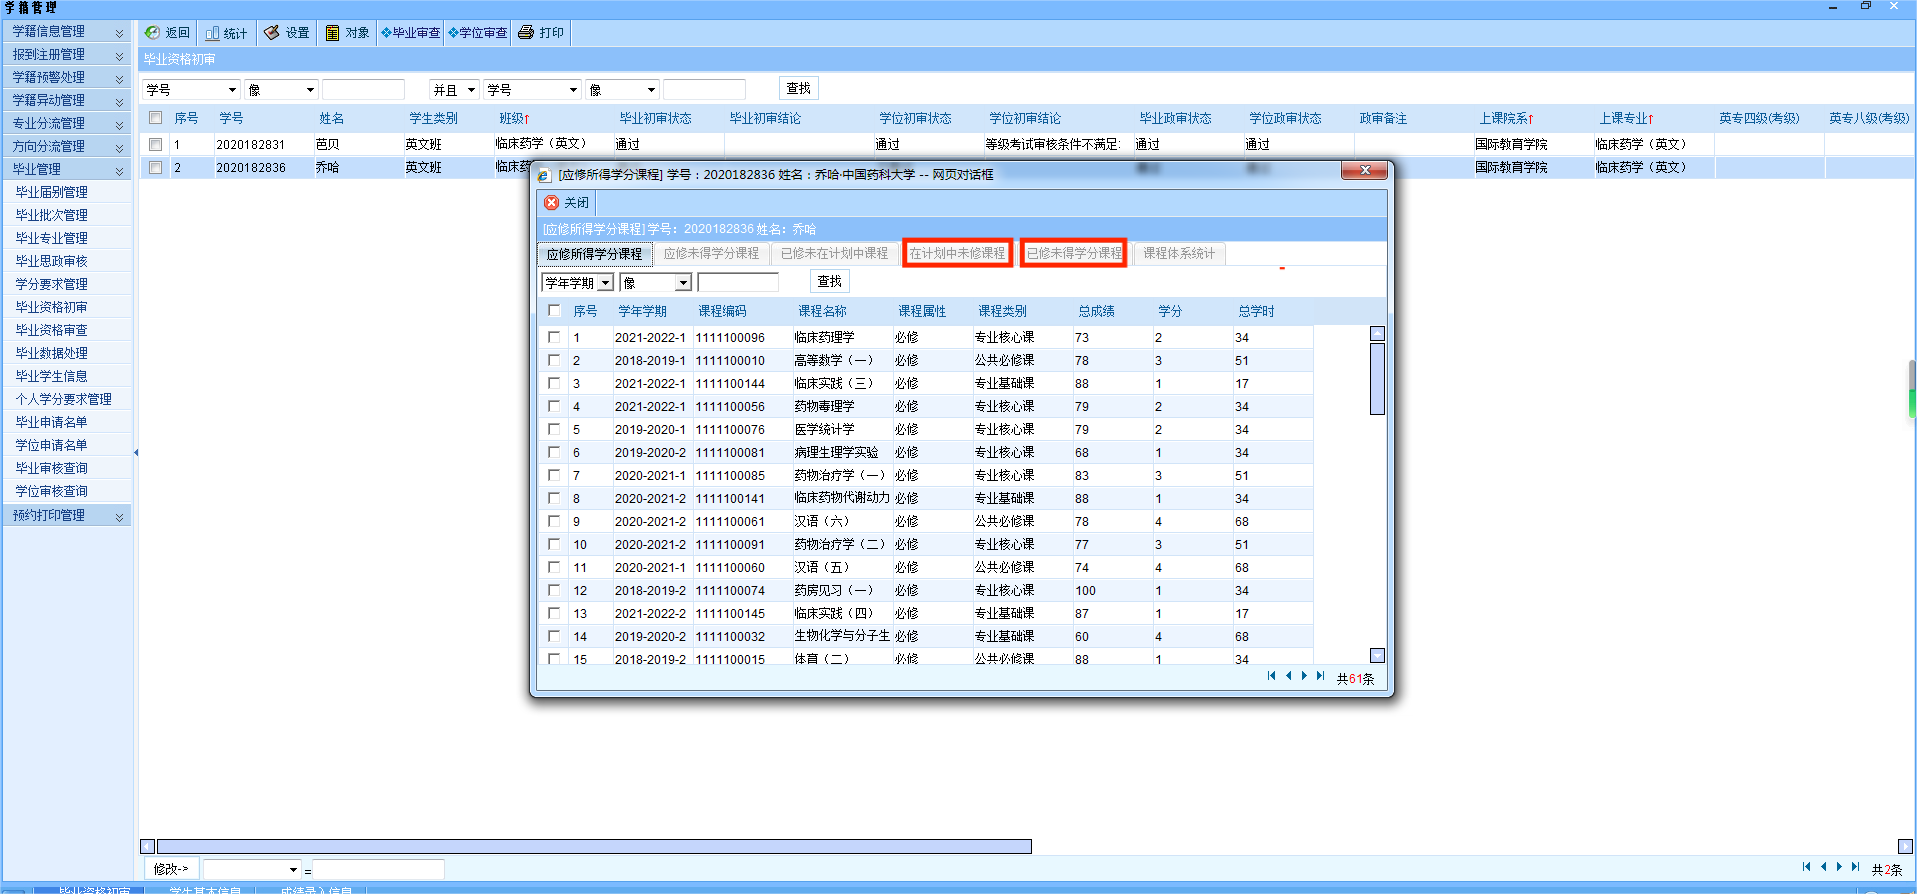 学籍管理
学籍信息管理
报到注册管理
学籍预警处理
学籍异动管理
专业分流管理
方向分流管理
毕业管理
毕业届别管理
毕业批次管理
毕业专业管理
毕业思政审核
学分要求管理
毕业资格初审
毕业资格审查
毕业数据处理
毕业学生信息
个人学分要求管理
毕业申请名单
学位申请名单
毕业审核查询
学位审核查询
预约打印管理
返回 统计 设置 对象 毕业审查 学位审查 打印
毕业资格初审
学号 像 并且 学号 像 查找
序号 学号 姓名 学生类别 班级↑ 毕业初审状态 毕业初审结论 学位初审状态 学位初审结论 毕业政审状态 学位政审状态 政审备注 上课院系↑ 上课专业↑ 英专四级(考级) 英专八级(考级)
1 2020182831 芭贝 英文班 临床药学（英文） 通过 通过 等级考试审核条件不满足: 通过 通过 国际教育学院 临床药学（英文）
2 2020182836 乔哈 英文班 临床药 国际教育学院 临床药学（英文）
[应修所得学分课程] 学号：2020182836 姓名：乔哈·中国药科大学 -- 网页对话框
关闭
[应修所得学分课程] 学号：2020182836 姓名：乔哈
应修所得学分课程 应修未得学分课程 已修未在计划中课程 在计划中未修课程 已修未得学分课程 课程体系统计
学年学期 像 查找
序号 学年学期 课程编码 课程名称 课程属性 课程类别 总成绩 学分 总学时
1 2021-2022-1 1111100096 临床药理学 必修 专业核心课 73 2 34
2 2018-2019-1 1111100010 高等数学（一） 必修 公共必修课 78 3 51
3 2021-2022-1 1111100144 临床实践（三） 必修 专业基础课 88 1 17
4 2021-2022-1 1111100056 药物毒理学 必修 专业核心课 79 2 34
5 2019-2020-1 1111100076 医学统计学 必修 专业核心课 79 2 34
6 2019-2020-2 1111100081 病理生理学实验 必修 专业核心课 68 1 34
7 2020-2021-1 1111100085 药物治疗学（一） 必修 专业核心课 83 3 51
8 2020-2021-2 1111100141 临床药物代谢动力 必修 专业基础课 88 1 34
9 2020-2021-2 1111100061 汉语（六） 必修 公共必修课 78 4 68
10 2020-2021-2 1111100091 药物治疗学（二） 必修 专业核心课 77 3 51
11 2020-2021-1 1111100060 汉语（五） 必修 公共必修课 74 4 68
12 2018-2019-2 1111100074 药房见习（一） 必修 专业核心课 100 1 34
13 2021-2022-2 1111100145 临床实践（四） 必修 专业基础课 87 1 17
14 2019-2020-2 1111100032 生物化学与分子生 必修 专业基础课 60 4 68
15 2018-2019-2 1111100015 体育（二） 必修 公共必修课 88 1 34
共61条
修改-> =
共2条
毕业资格初审 学生基本信息 成绩录入信息